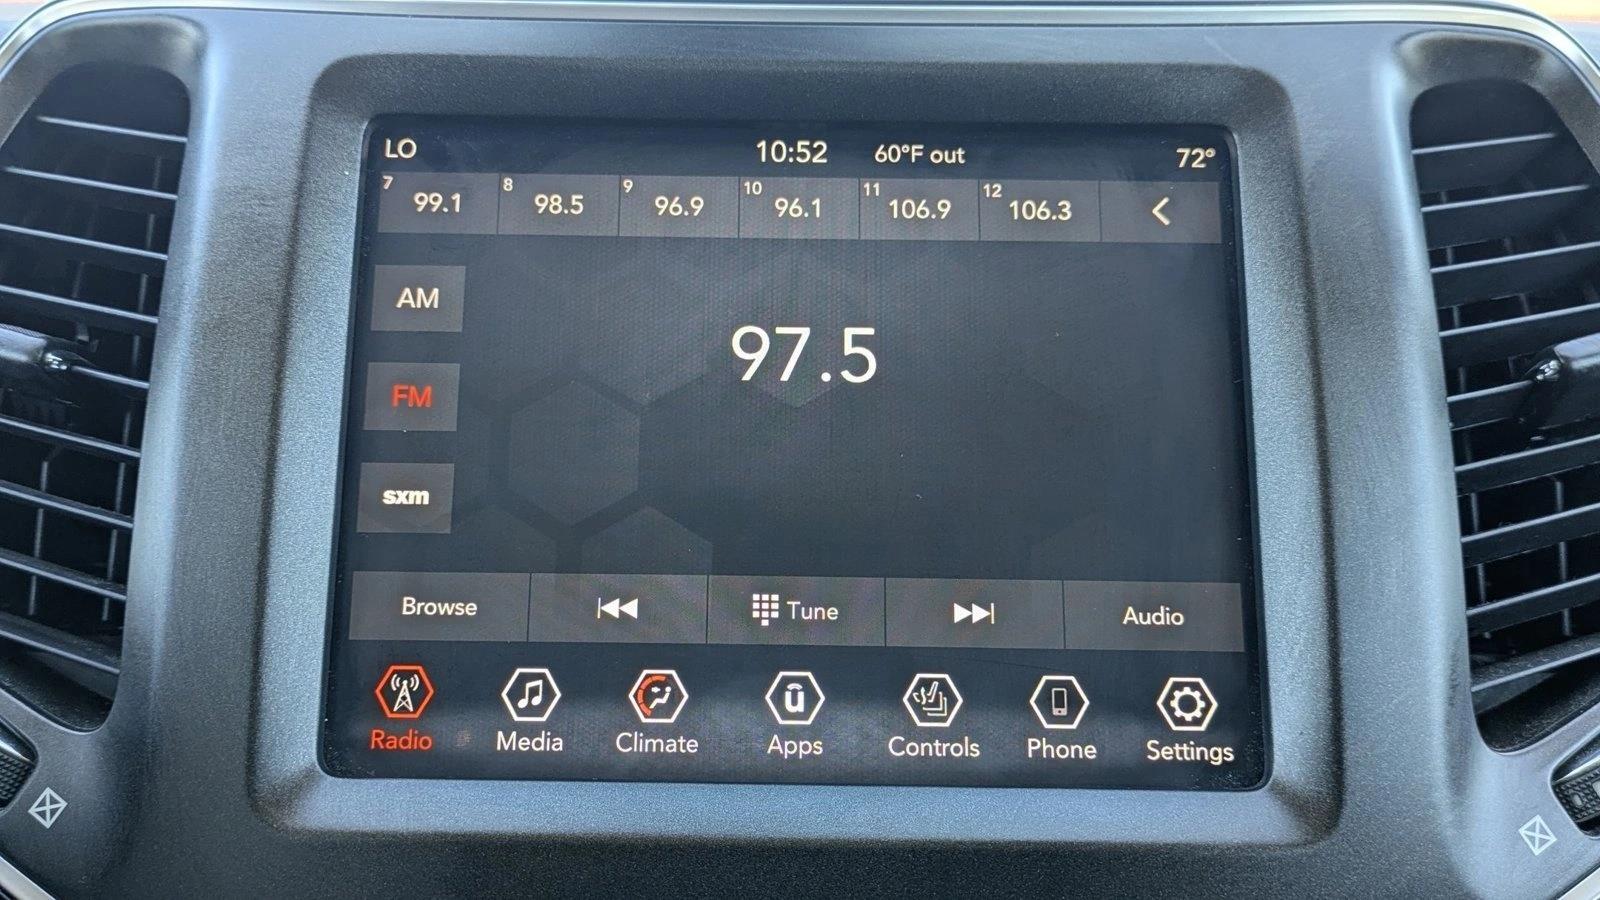 LO 10:52 60°F out 72°
7 99.1 8 98.5 9 96.9 10 96.1 11 106.9 12 106.3
AM
97.5
FM
sxm
Browse Tune Audio
Radio Media Climate Apps Controls Phone Settings